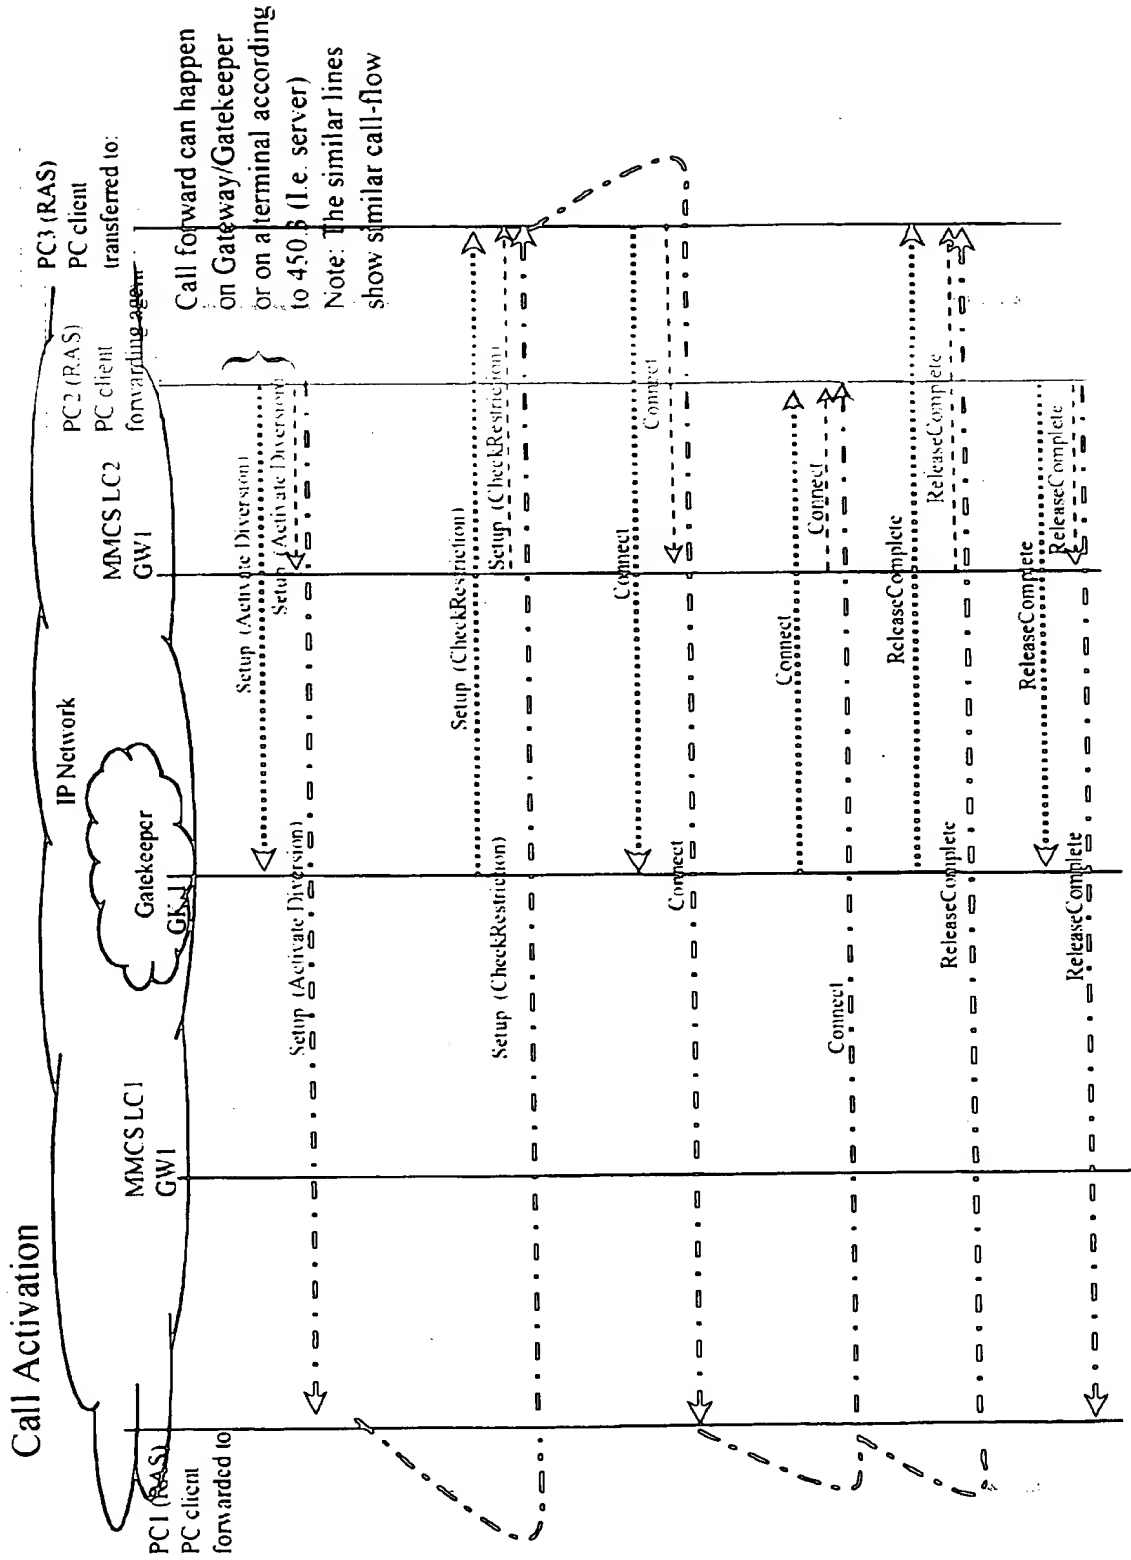 Call Activation
PC1 (RAS)
PC client
forwarded to
MMCS LC1
GW1
IP Network
Gatekeeper
GK 1
MMCS LC2
GW1
PC2 (RAS)
PC client
forwarding agent
PC3 (RAS)
PC client
transferred to:
Call forward can happen
on Gateway/Gatekeeper
or on alterminal according
to 450.3 (I.e. server)
Note: The similar lines
show similar call-flow
Setup (Activate Diversion)
Setup (Activate Diversion)
Setup (Activate Diversion)
Setup (CheckRestriction)
Setup (CheckRestriction)
Setup (CheckRestriction)
Connect
Connect
Connect
Connect
Connect
Connect
ReleaseComplete
ReleaseComplete
ReleaseComplete
ReleaseComplete
ReleaseComplete
ReleaseComplete